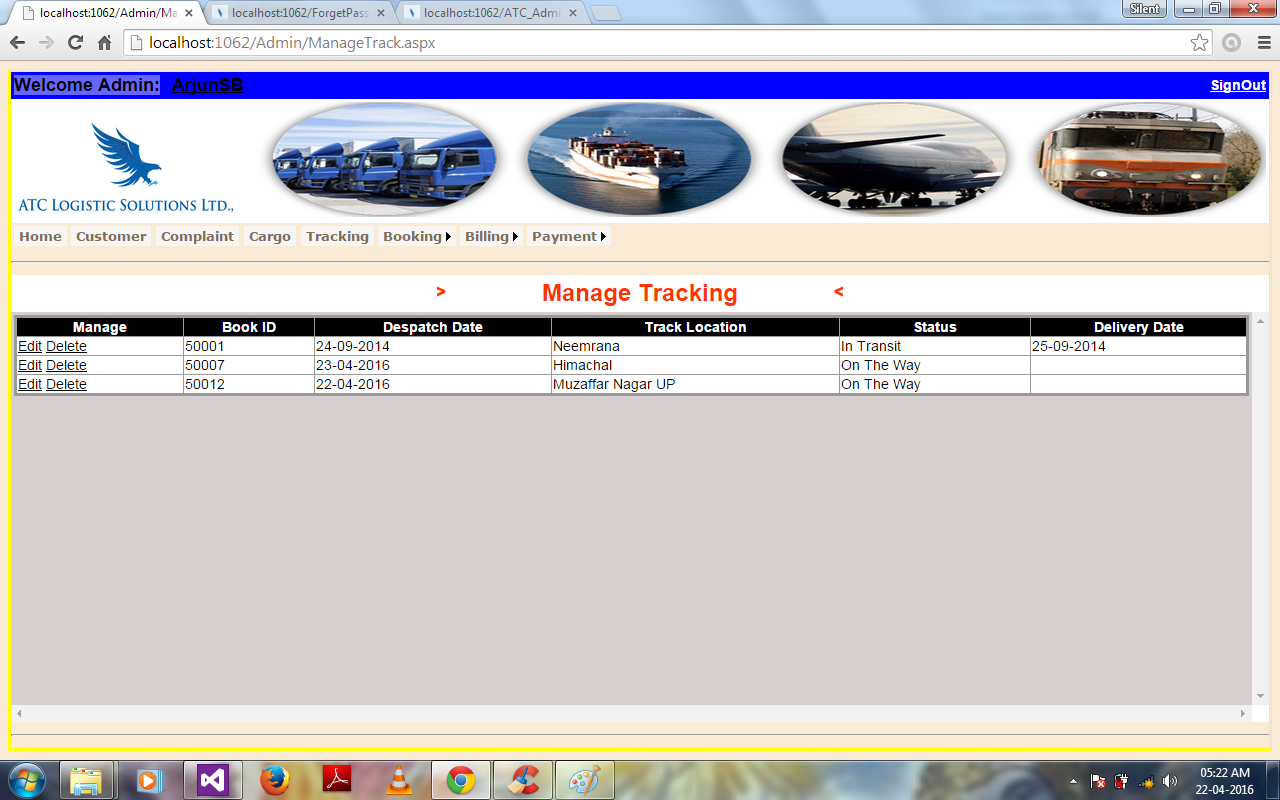 localhost:1062/Admin/Ma
localhost:1062/ForgetPass
localhost:1062/ATC_Admi
Silent
localhost:1062/Admin/ManageTrack.aspx
Welcome Admin: ArjunSB
SignOut
ATC LOGISTIC SOLUTIONS LTD.,
Home Customer Complaint Cargo Tracking Booking Billing Payment
> Manage Tracking <
Manage Book ID Despatch Date Track Location Status Delivery Date
Edit Delete 50001 24-09-2014 Neemrana In Transit 25-09-2014
Edit Delete 50007 23-04-2016 Himachal On The Way
Edit Delete 50012 22-04-2016 Muzaffar Nagar UP On The Way
05:22 AM
22-04-2016